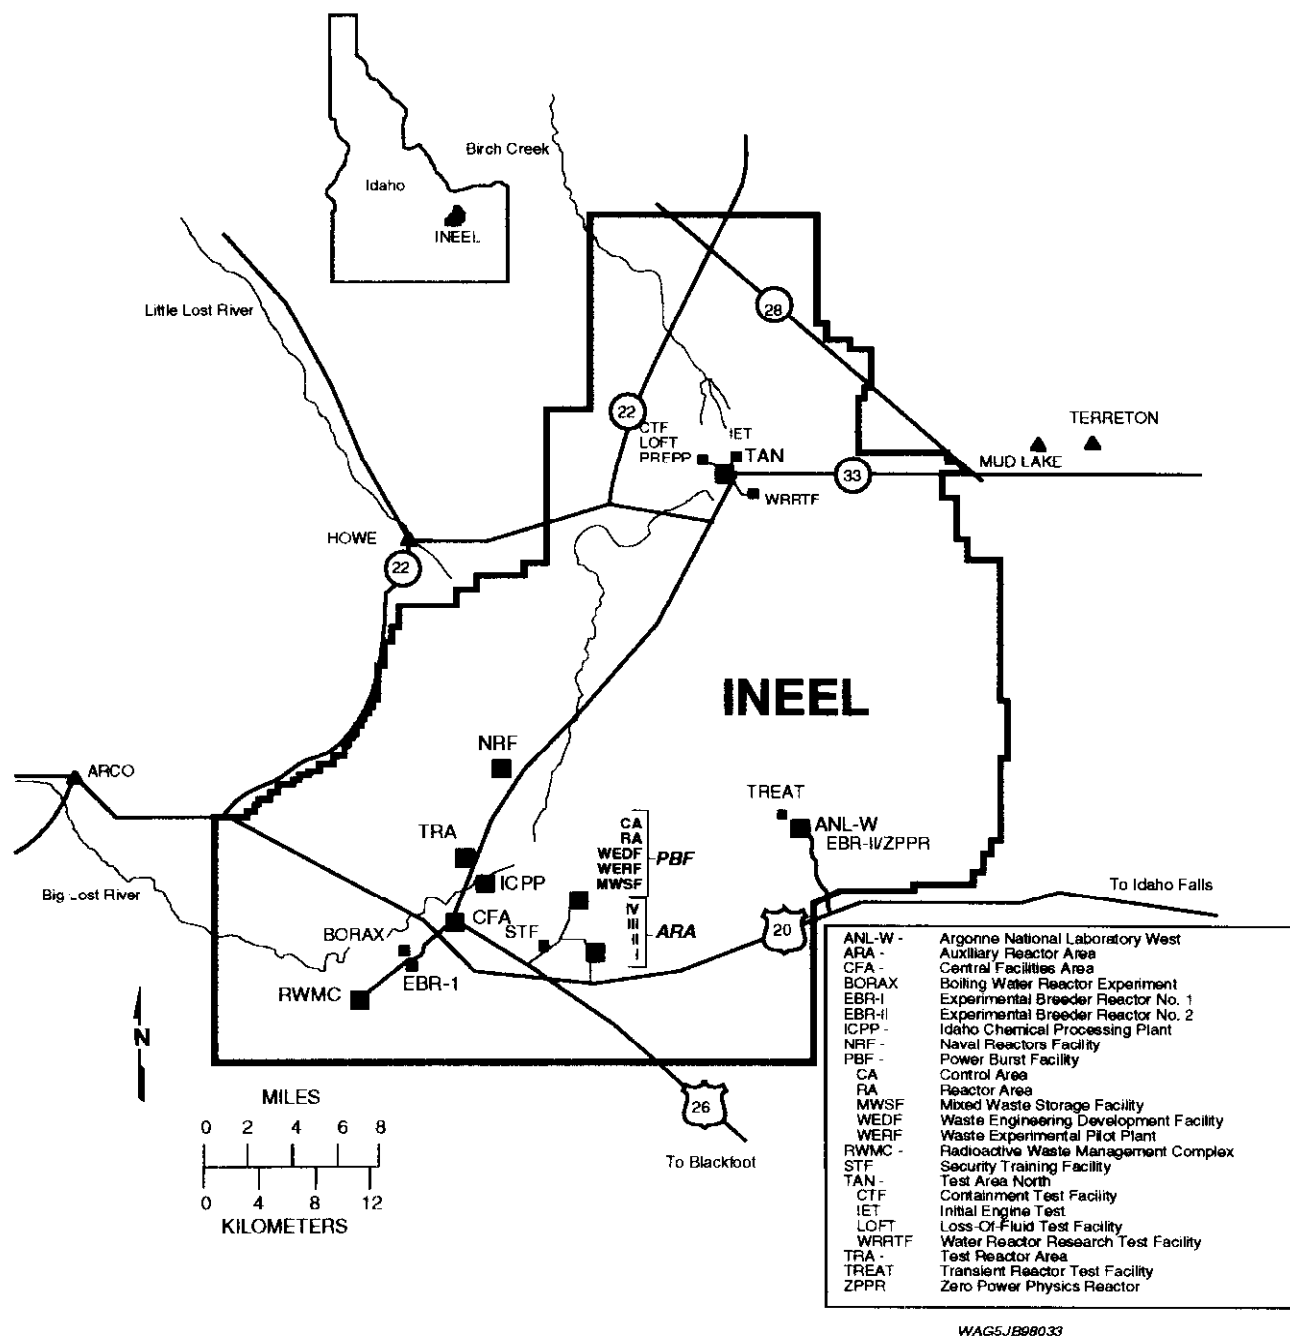 Birch Creek
Idaho
INEEL
Little Lost River
28
22
CTF
LOFT
PREPP
IET
TAN
TERRETON
MUD LAKE
33
WRRTF
HOWE
22
INEEL
NRF
ARCO
TREAT
ANL-W
EBR-II/ZPPR
TRA
CA
RA
WEDF
WERF
MWSF
PBF
ICPP
Big Lost River
To Idaho Falls
CFA
STF
IV
III
II
I
ARA
20
BORAX
EBR-1
RWMC
N
26
To Blackfoot
MILES
0 2 4 6 8
0 4 8 12
KILOMETERS
ANL-W - Argonne National Laboratory West
ARA - Auxiliary Reactor Area
CFA - Central Facilities Area
BORAX Boiling Water Reactor Experiment
EBR-I Experimental Breeder Reactor No. 1
EBR-II Experimental Breeder Reactor No. 2
ICPP - Idaho Chemical Processing Plant
NRF - Naval Reactors Facility
PBF - Power Burst Facility
CA Control Area
RA Reactor Area
MWSF Mixed Waste Storage Facility
WEDF Waste Engineering Development Facility
WERF Waste Experimental Pilot Plant
RWMC - Radioactive Waste Management Complex
STF Security Training Facility
TAN - Test Area North
CTF Containment Test Facility
IET Initial Engine Test
LOFT Loss-Of-Fluid Test Facility
WRRTF Water Reactor Research Test Facility
TRA - Test Reactor Area
TREAT Transient Reactor Test Facility
ZPPR Zero Power Physics Reactor
WAG5JB98033